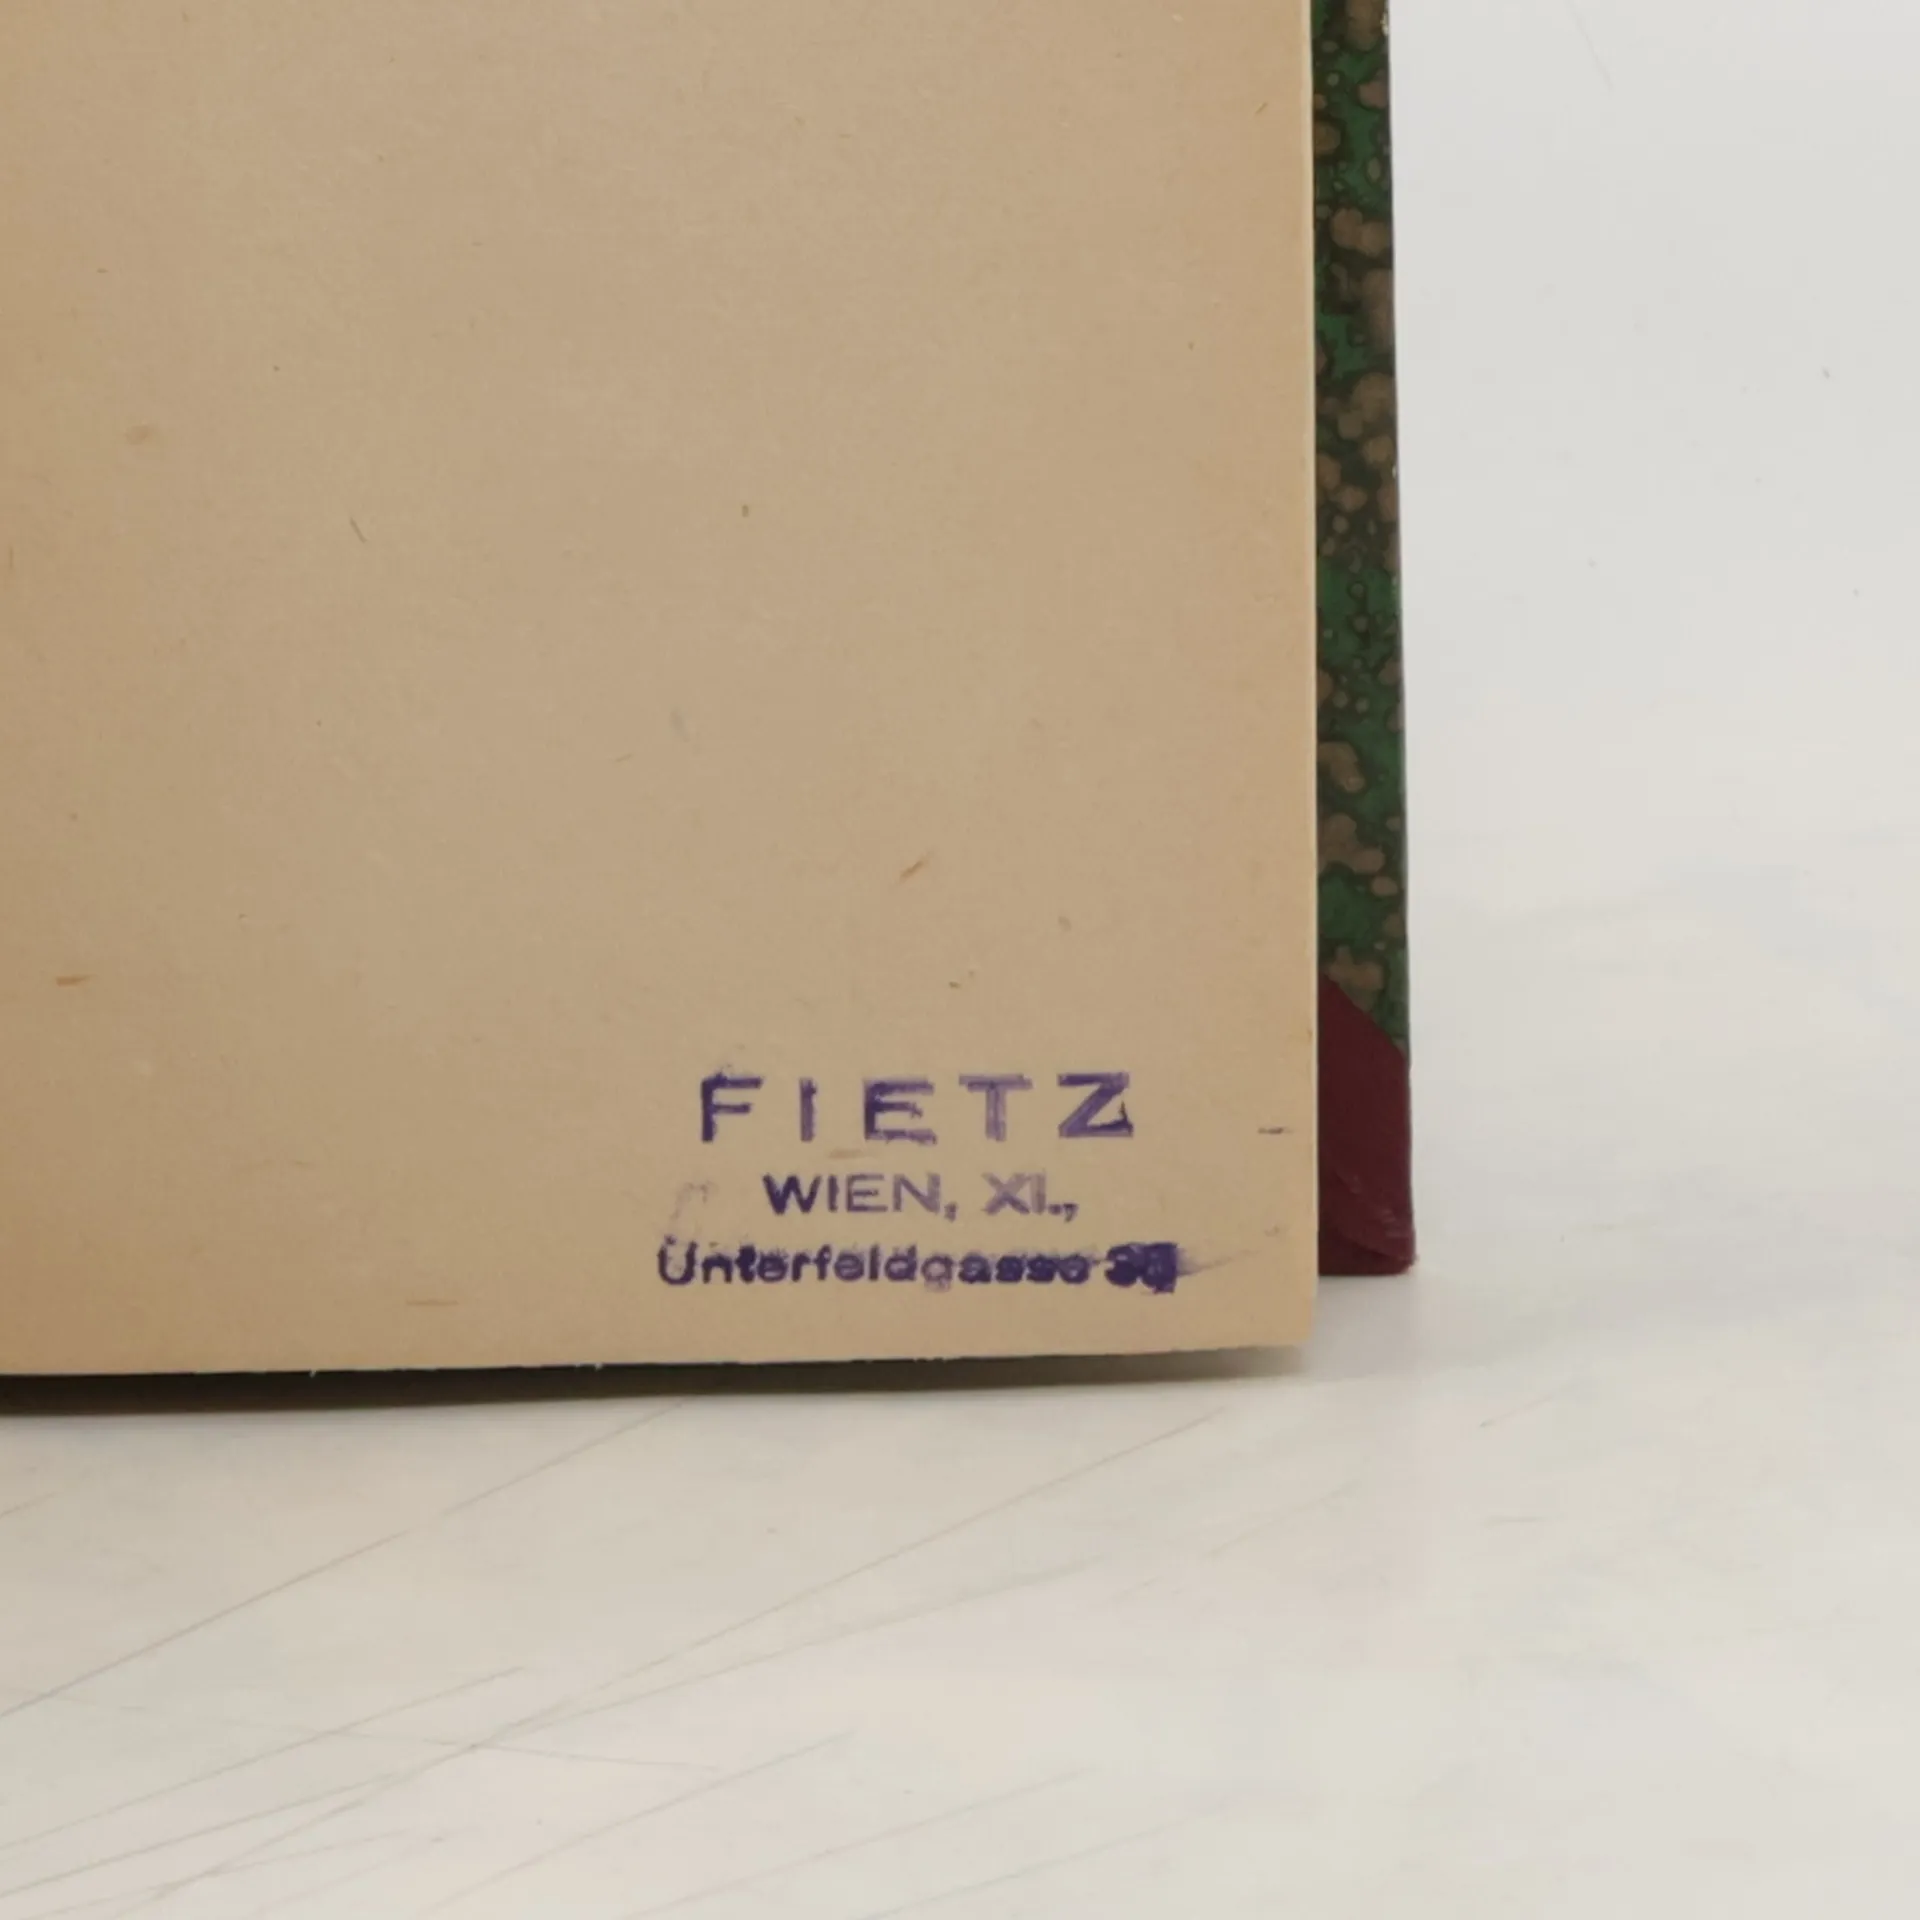 FIETZ
WIEN, XI.,
Unterfeldgasse